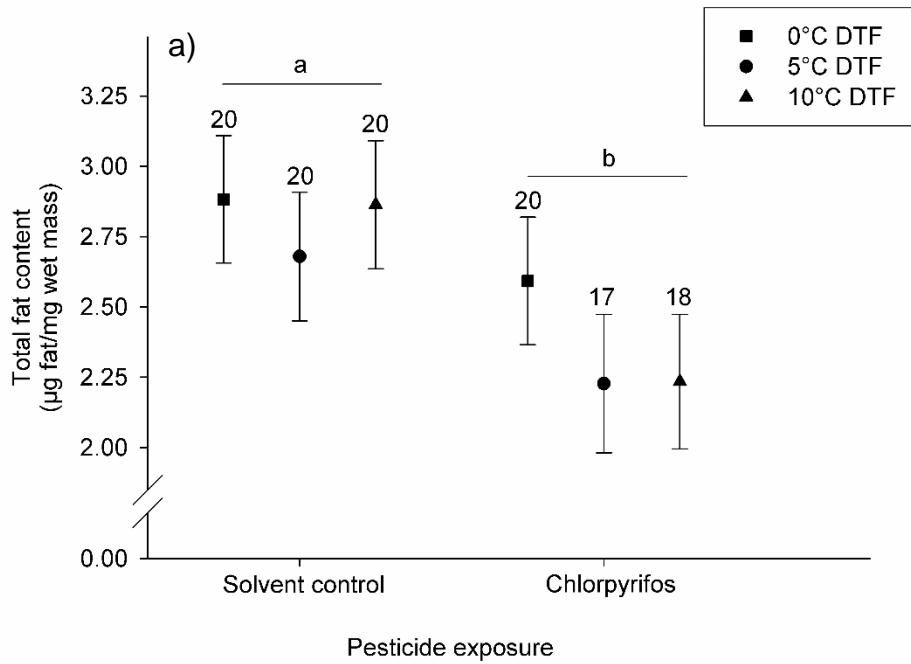 a)
0°C DTF
5°C DTF
10°C DTF
a
20
20
20
b
20
17
18
3.25
3.00
2.75
2.50
2.25
2.00
0.00
Total fat content
(µg fat/mg wet mass)
Solvent control
Chlorpyrifos
Pesticide exposure